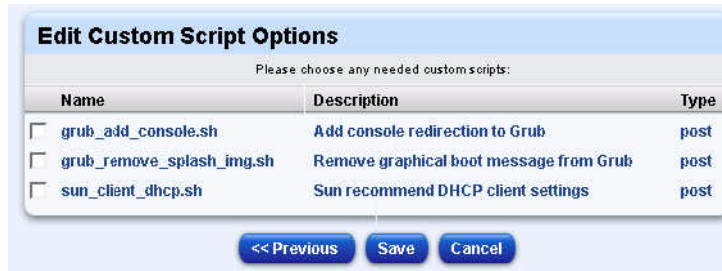 Edit Custom Script Options
Please choose any needed custom scripts:
Name Description Type
grub_add_console.sh Add console redirection to Grub post
grub_remove_splash_img.sh Remove graphical boot message from Grub post
sun_client_dhcp.sh Sun recommend DHCP client settings post
<< Previous Save Cancel